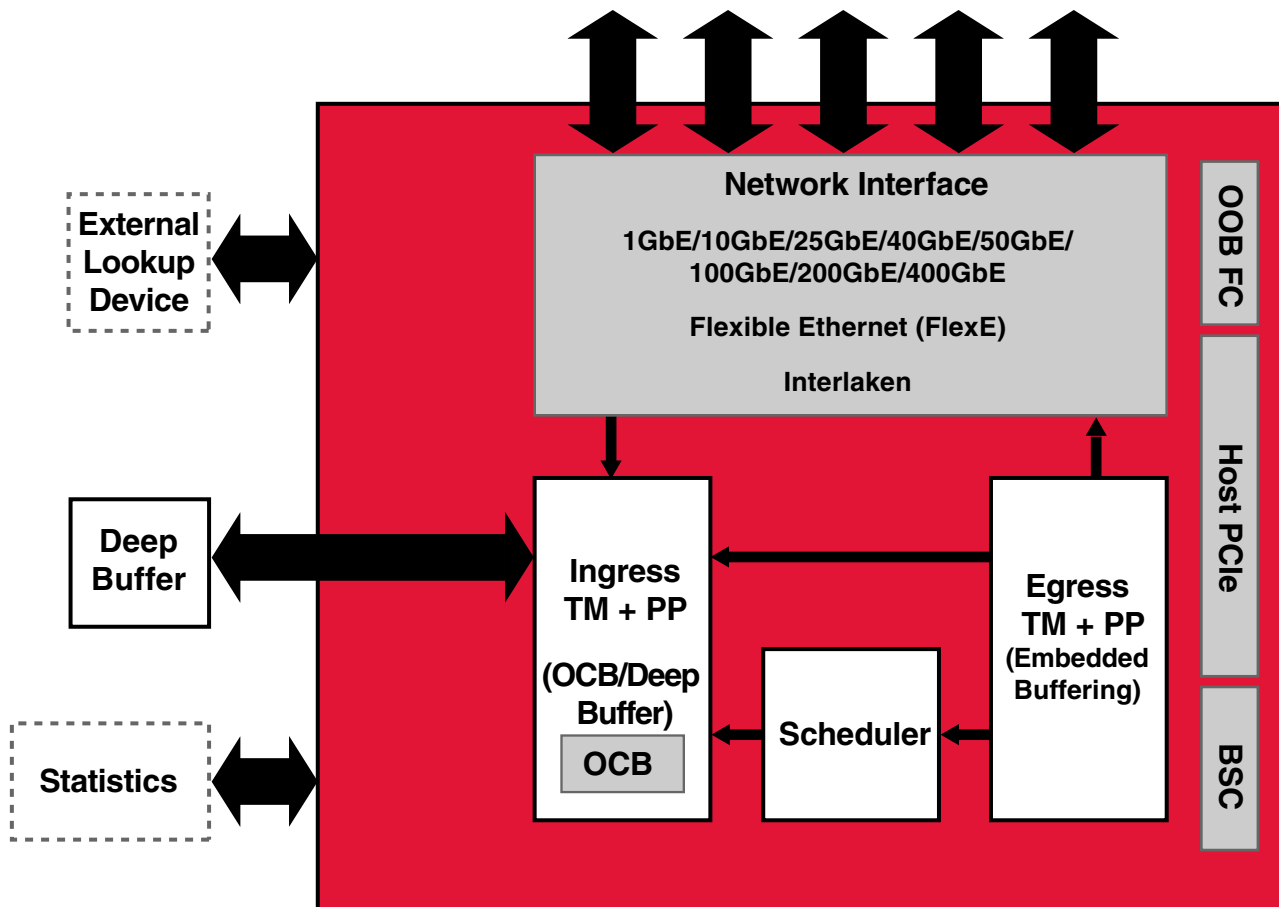 Network Interface
1GbE/10GbE/25GbE/40GbE/50GbE/
100GbE/200GbE/400GbE
Flexible Ethernet (FlexE)
Interlaken
OOB FC
Host PCIe
BSC
External
Lookup
Device
Deep
Buffer
Statistics
Ingress
TM + PP
(OCB/Deep
Buffer)
OCB
Scheduler
Egress
TM + PP
(Embedded
Buffering)